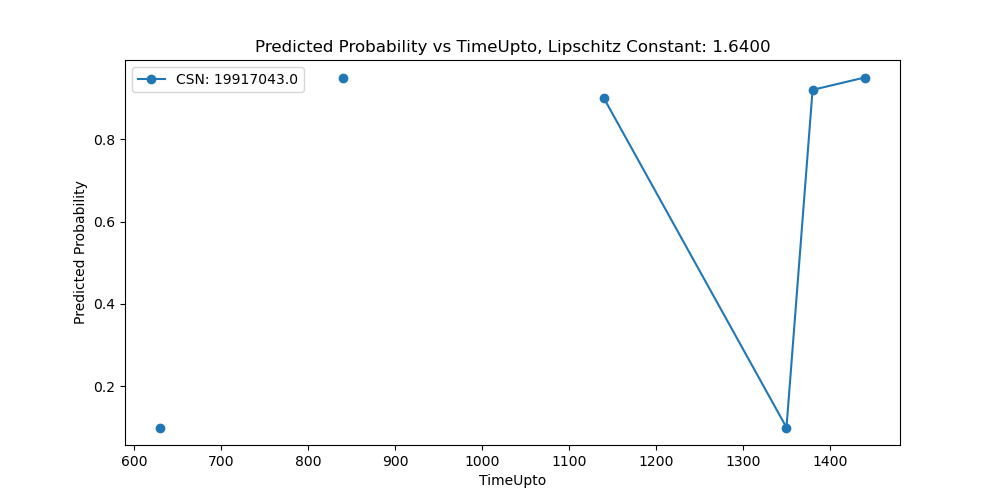 Predicted Probability vs TimeUpto, Lipschitz Constant: 1.6400
CSN: 19917043.0
Predicted Probability
0.8
0.6
0.4
0.2
600 700 800 900 1000 1100 1200 1300 1400
TimeUpto